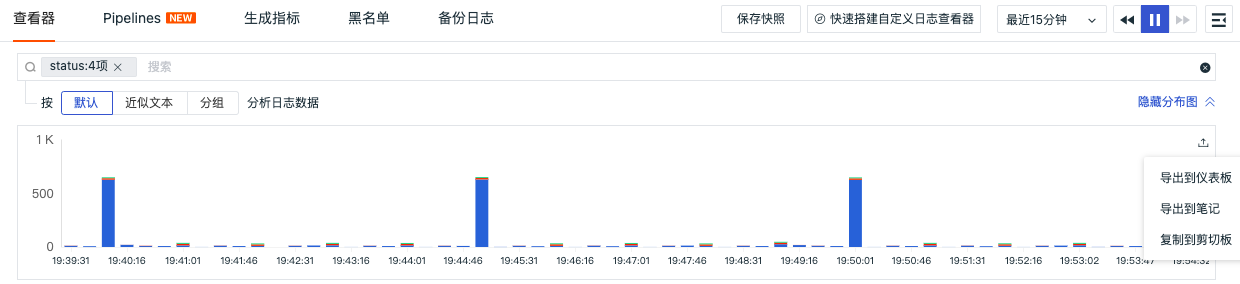 查看器 Pipelines NEW 生成指标 黑名单 备份日志 保存快照 快速搭建自定义日志查看器 最近15分钟
status:4项 搜索
按 默认 近似文本 分组 分析日志数据 隐藏分布图
1 K
500
0
导出到仪表板
导出到笔记
复制到剪切板
19:39:31 19:40:16 19:41:01 19:41:46 19:42:31 19:43:16 19:44:01 19:44:46 19:45:31 19:46:16 19:47:01 19:47:46 19:48:31 19:49:16 19:50:01 19:50:46 19:51:31 19:52:16 19:53:02 19:53:47 19:54:32